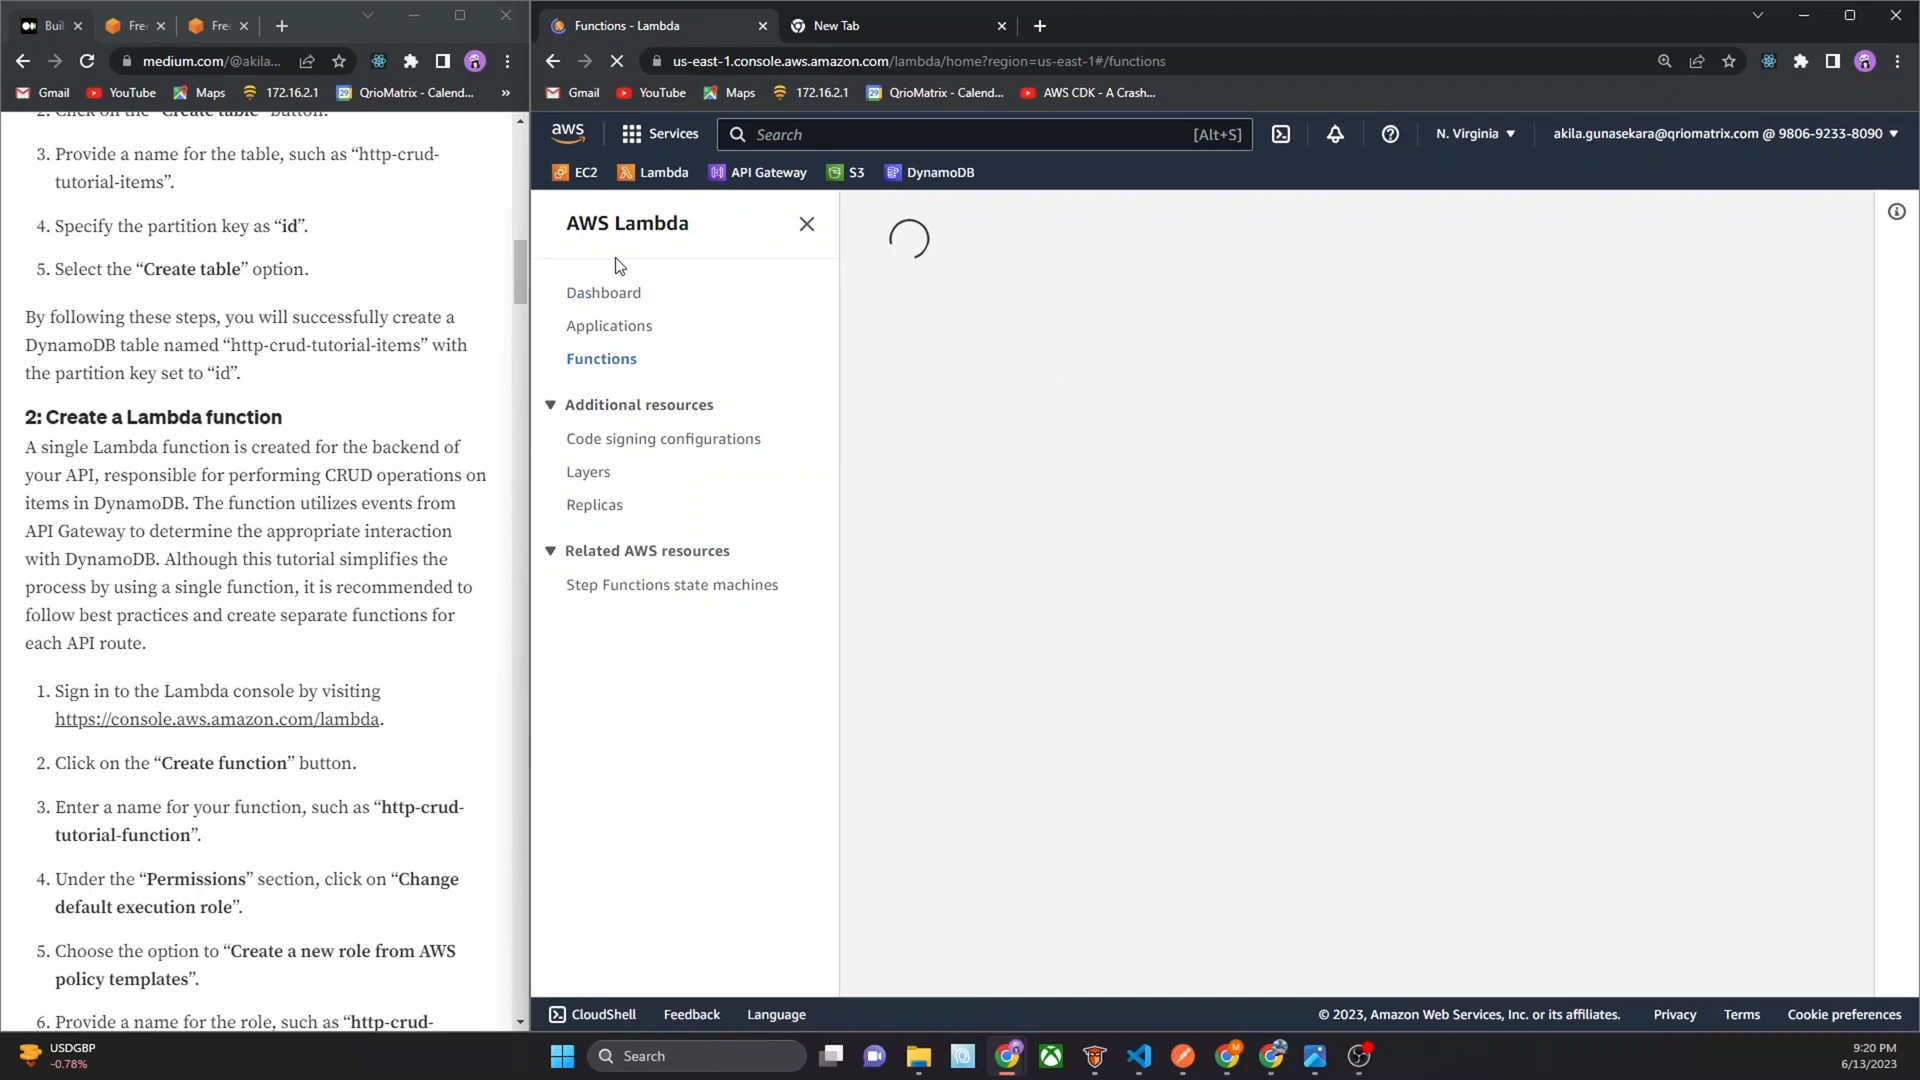 Buil
Free
Free
medium.com/@akila...
Gmail
YouTube
Maps
172.16.2.1
QrioMatrix - Calend...
»
2. Click on the “Create table” button.
3. Provide a name for the table, such as “http-crud-
tutorial-items”.
4. Specify the partition key as “id”.
5. Select the “Create table” option.
By following these steps, you will successfully create a
DynamoDB table named “http-crud-tutorial-items” with
the partition key set to “id”.
2: Create a Lambda function
A single Lambda function is created for the backend of
your API, responsible for performing CRUD operations on
items in DynamoDB. The function utilizes events from
API Gateway to determine the appropriate interaction
with DynamoDB. Although this tutorial simplifies the
process by using a single function, it is recommended to
follow best practices and create separate functions for
each API route.
1. Sign in to the Lambda console by visiting
https://console.aws.amazon.com/lambda.
2. Click on the “Create function” button.
3. Enter a name for your function, such as “http-crud-
tutorial-function”.
4. Under the “Permissions” section, click on “Change
default execution role”.
5. Choose the option to “Create a new role from AWS
policy templates”.
6. Provide a name for the role, such as “http-crud-
Functions - Lambda
New Tab
us-east-1.console.aws.amazon.com/lambda/home?region=us-east-1#/functions
Gmail
YouTube
Maps
172.16.2.1
QrioMatrix - Calend...
AWS CDK - A Crash...
aws
Services
Search
[Alt+S]
N. Virginia
akila.gunasekara@qriomatrix.com @ 9806-9233-8090
EC2
Lambda
API Gateway
S3
DynamoDB
AWS Lambda
Dashboard
Applications
Functions
Additional resources
Code signing configurations
Layers
Replicas
Related AWS resources
Step Functions state machines
CloudShell
Feedback
Language
© 2023, Amazon Web Services, Inc. or its affiliates.
Privacy
Terms
Cookie preferences
USDGBP
-0.78%
Search
9:20 PM
6/13/2023